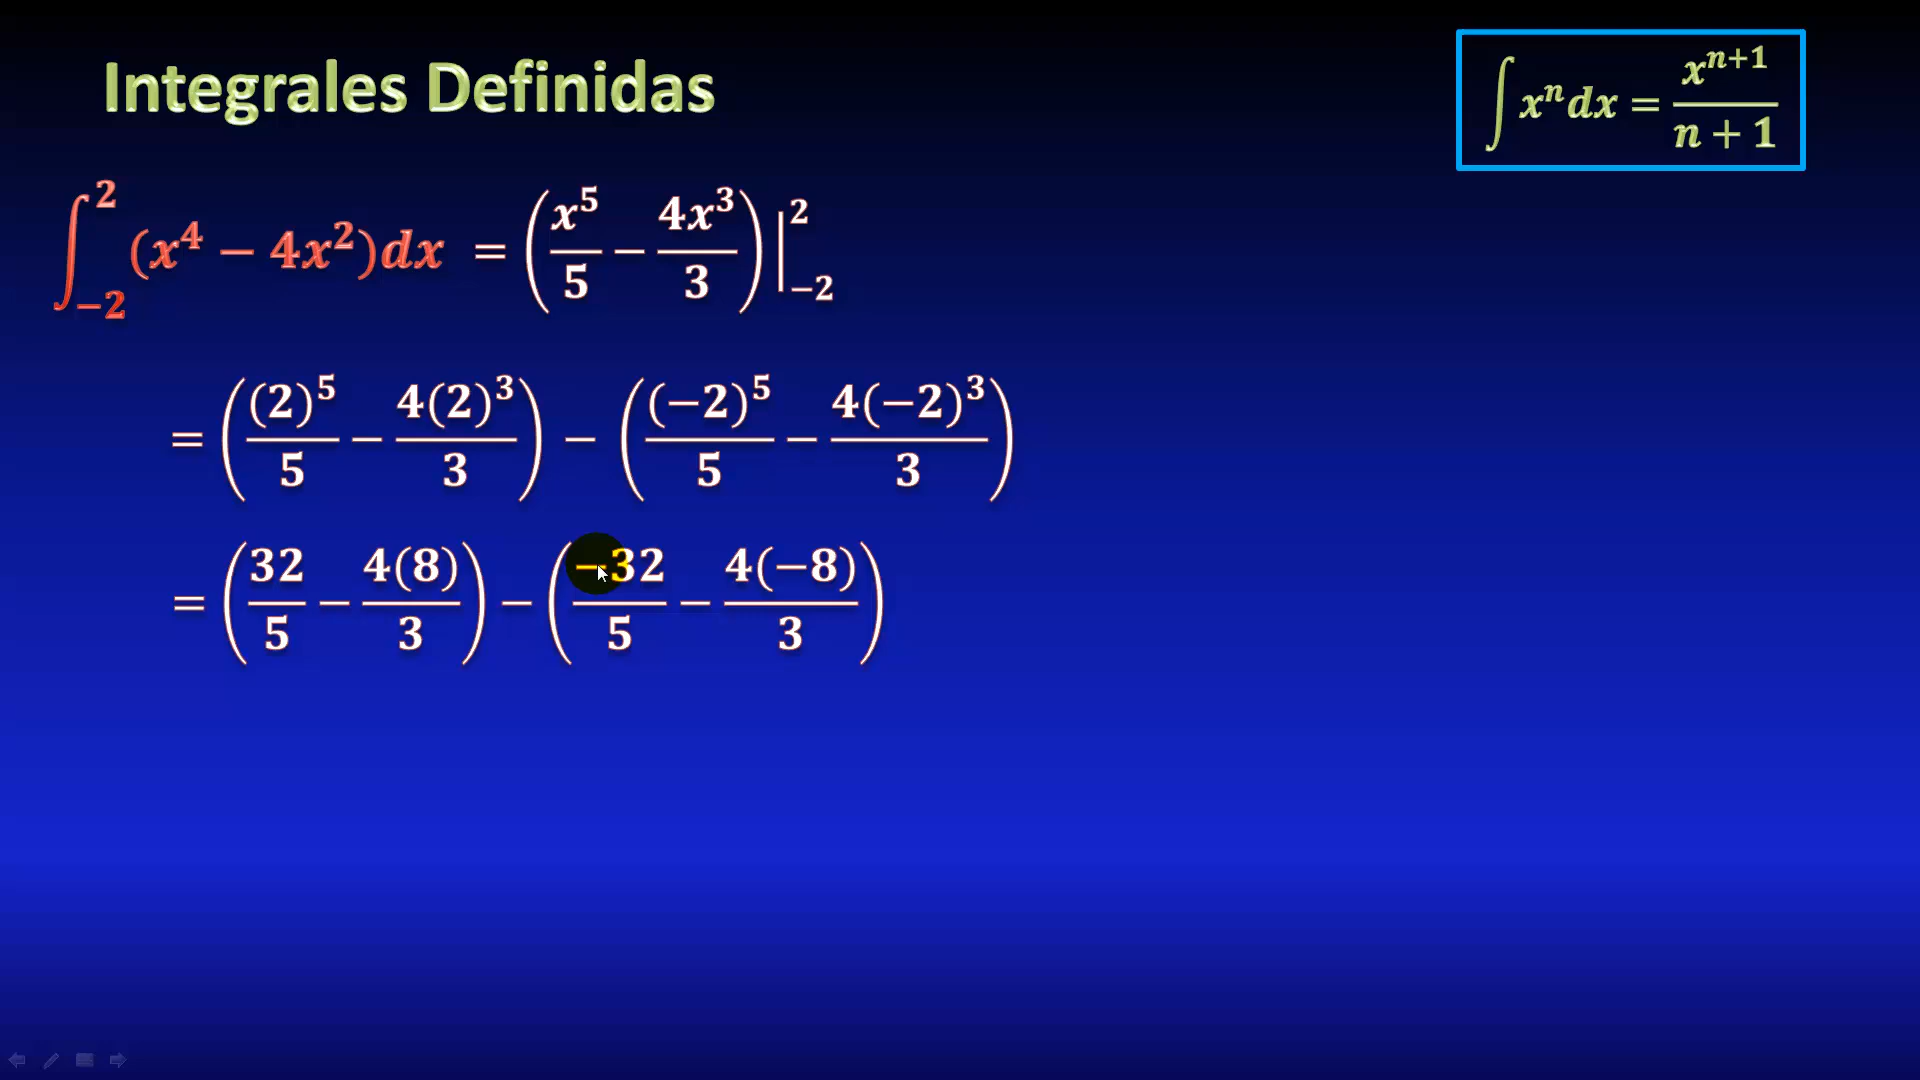 Integrales Definidas
∫xⁿdx = xⁿ⁺¹/(n + 1)
∫₋₂² (x⁴ − 4x²)dx = (x⁵/5 − 4x³/3)|₋₂²
= ((2)⁵/5 − 4(2)³/3) − ((−2)⁵/5 − 4(−2)³/3)
= (32/5 − 4(8)/3) − (−32/5 − 4(−8)/3)